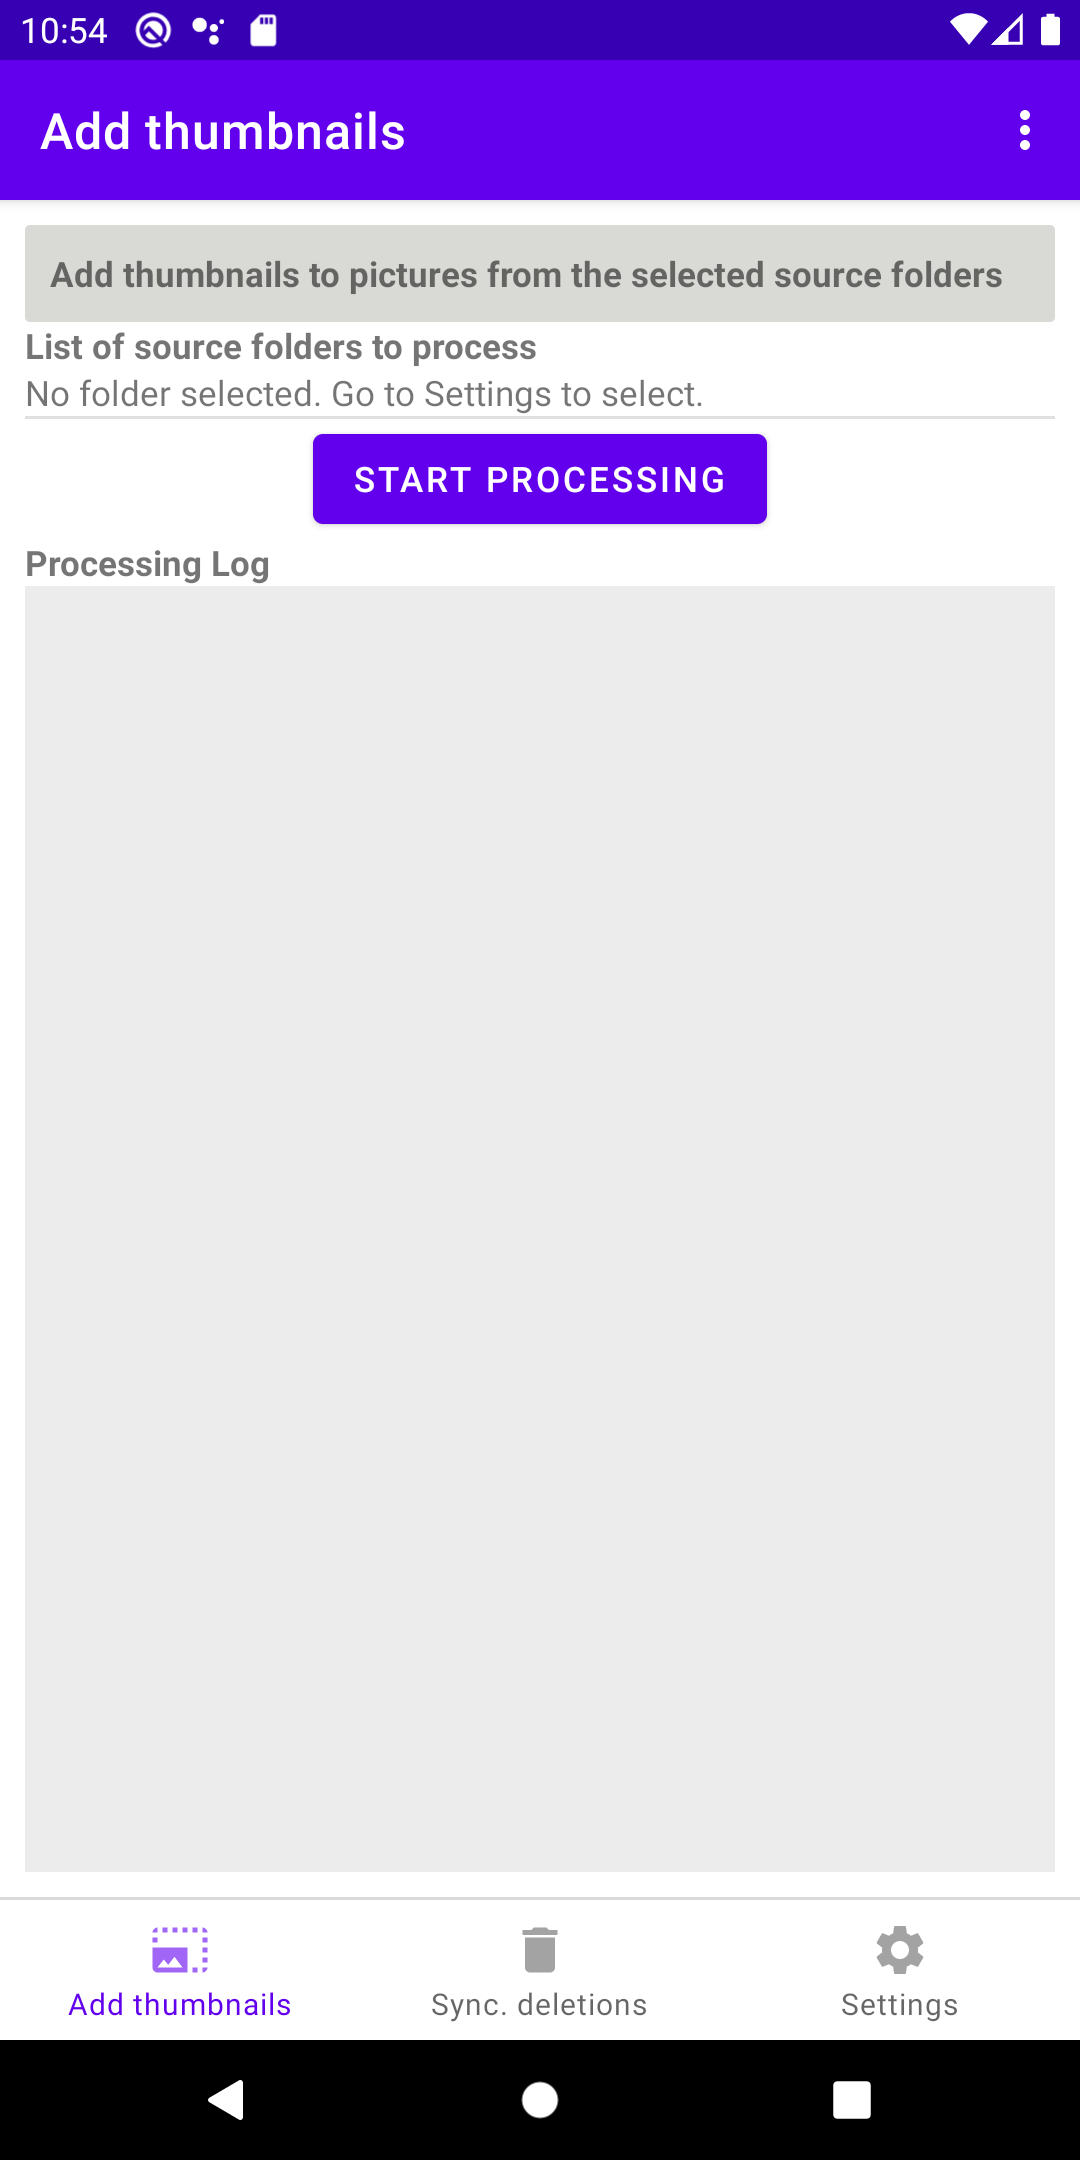 10:54
Add thumbnails
Add thumbnails to pictures from the selected source folders
List of source folders to process
No folder selected. Go to Settings to select.
START PROCESSING
Processing Log
Add thumbnails
Sync. deletions
Settings